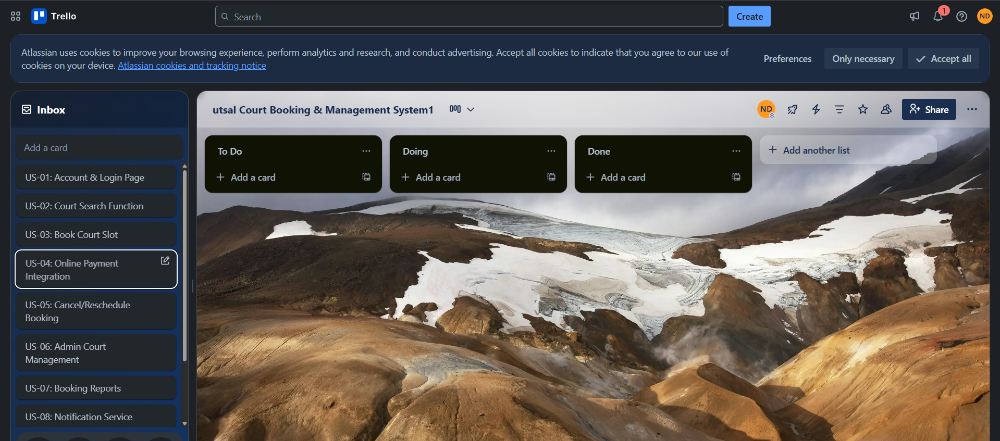 Trello
Search
Create
1
ND
Atlassian uses cookies to improve your browsing experience, perform analytics and research, and conduct advertising. Accept all cookies to indicate that you agree to our use of
cookies on your device. Atlassian cookies and tracking notice
Preferences
Only necessary
Accept all
Inbox
Add a card
US-01: Account & Login Page
US-02: Court Search Function
US-03: Book Court Slot
US-04: Online Payment
Integration
US-05: Cancel/Reschedule
Booking
US-06: Admin Court
Management
US-07: Booking Reports
US-08: Notification Service
utsal Court Booking & Management System1
ND
Share
To Do
Add a card
Doing
Add a card
Done
Add a card
Add another list